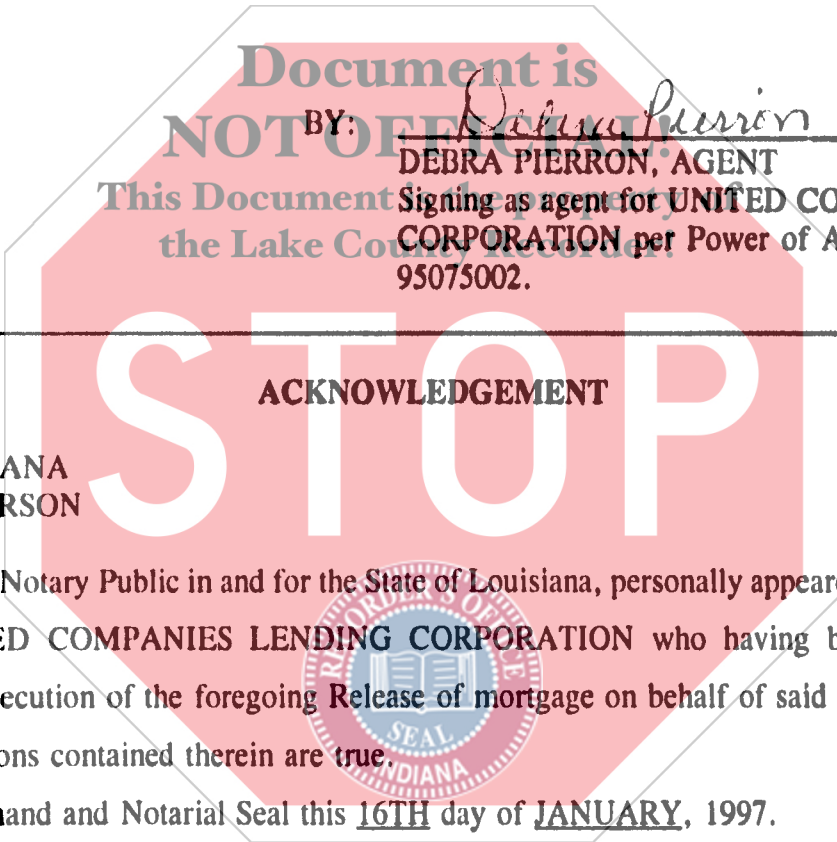 Document is
NOT OFFICIAL!
This Document is the property of
the Lake County Recorder!
BY: Debra Pierron
DEBRA PIERRON, AGENT
Signing as agent for UNITED CO
CORPORATION per Power of A
95075002.
STOP
ACKNOWLEDGEMENT
ANA
RSON
Notary Public in and for the State of Louisiana, personally appeare
ED COMPANIES LENDING CORPORATION who having b
ecution of the foregoing Release of mortgage on behalf of said
ons contained therein are true.
hand and Notarial Seal this 16TH day of JANUARY, 1997.
RECORDER'S OFFICE
SEAL
INDIANA